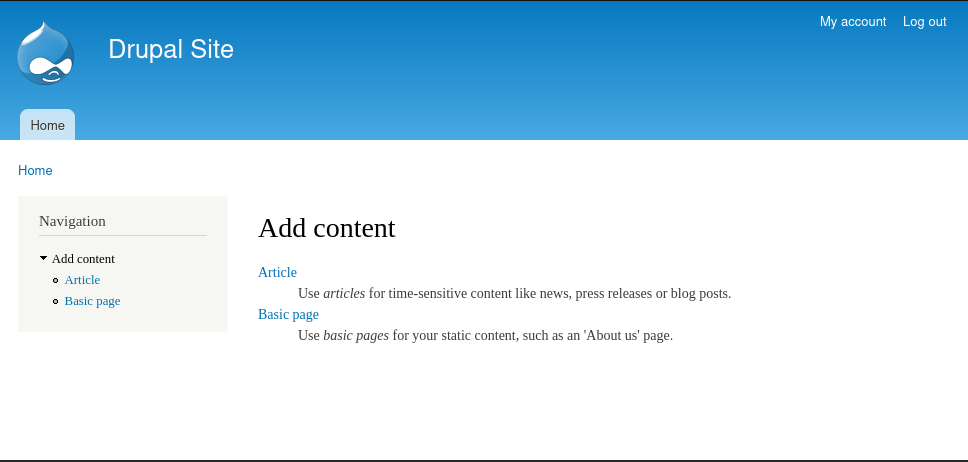 My account Log out
Drupal Site
Home
Home
Navigation
Add content
Article
Basic page
Add content
Article
Use articles for time-sensitive content like news, press releases or blog posts.
Basic page
Use basic pages for your static content, such as an 'About us' page.